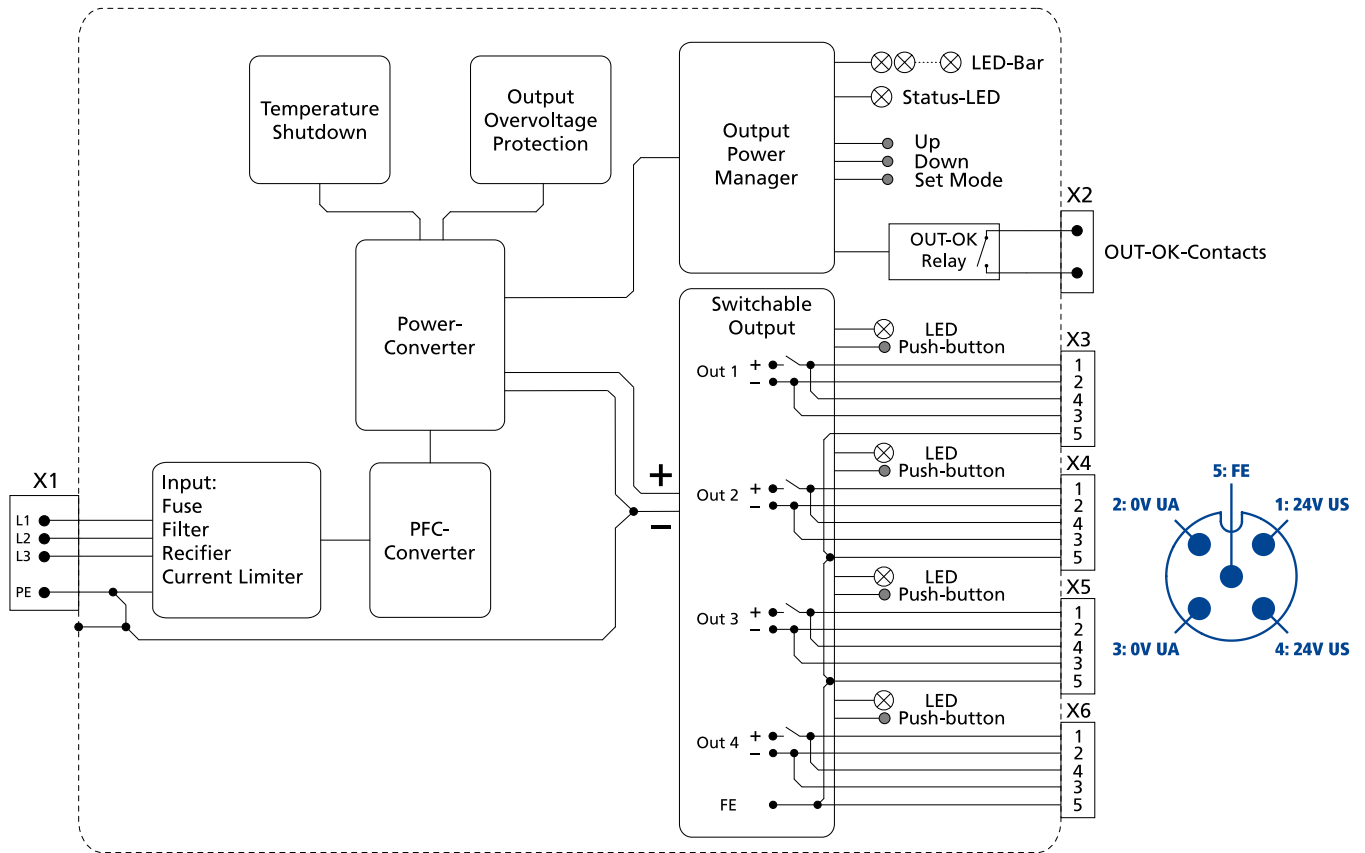 Temperature
Shutdown
Output
Overvoltage
Protection
Output
Power
Manager
LED-Bar
Status-LED
Up
Down
Set Mode
OUT-OK
Relay
X2
OUT-OK-Contacts
Power-
Converter
Switchable
Output
LED
Push-button
Out 1
+
–
X3
1
2
4
3
5
X1
L1
L2
L3
PE
Input:
Fuse
Filter
Rectifier
Current Limiter
PFC-
Converter
+
–
LED
Push-button
Out 2
+
–
X4
1
2
4
3
5
LED
Push-button
Out 3
+
–
X5
1
2
4
3
5
LED
Push-button
Out 4
+
–
FE
X6
1
2
4
3
5
5: FE
2: 0V UA
1: 24V US
3: 0V UA
4: 24V US